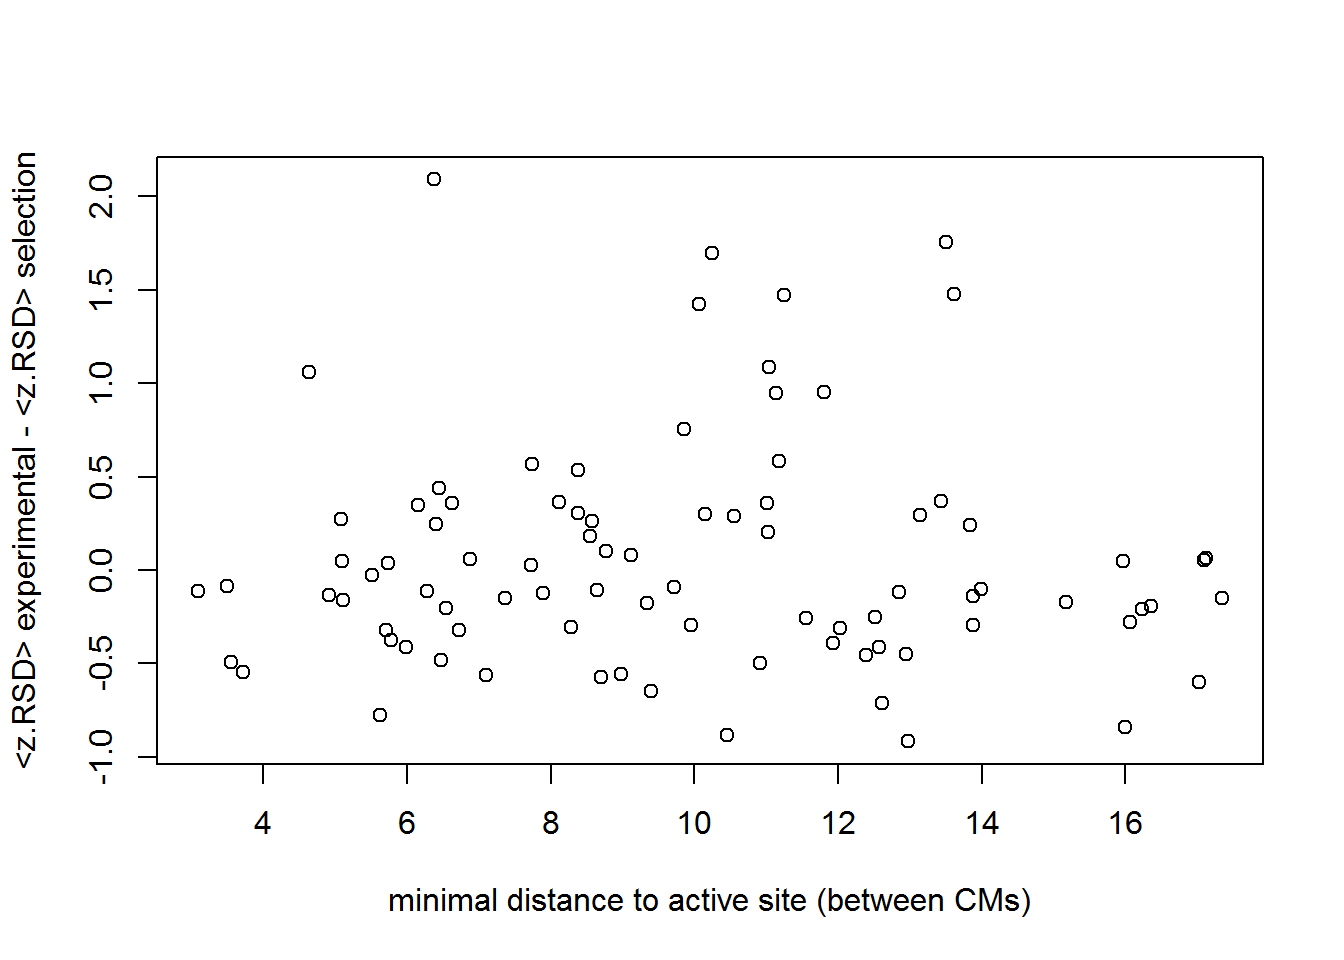 <z.RSD> experimental - <z.RSD> selection
2.0
1.5
1.0
0.5
0.0
-0.5
-1.0
4 6 8 10 12 14 16
minimal distance to active site (between CMs)